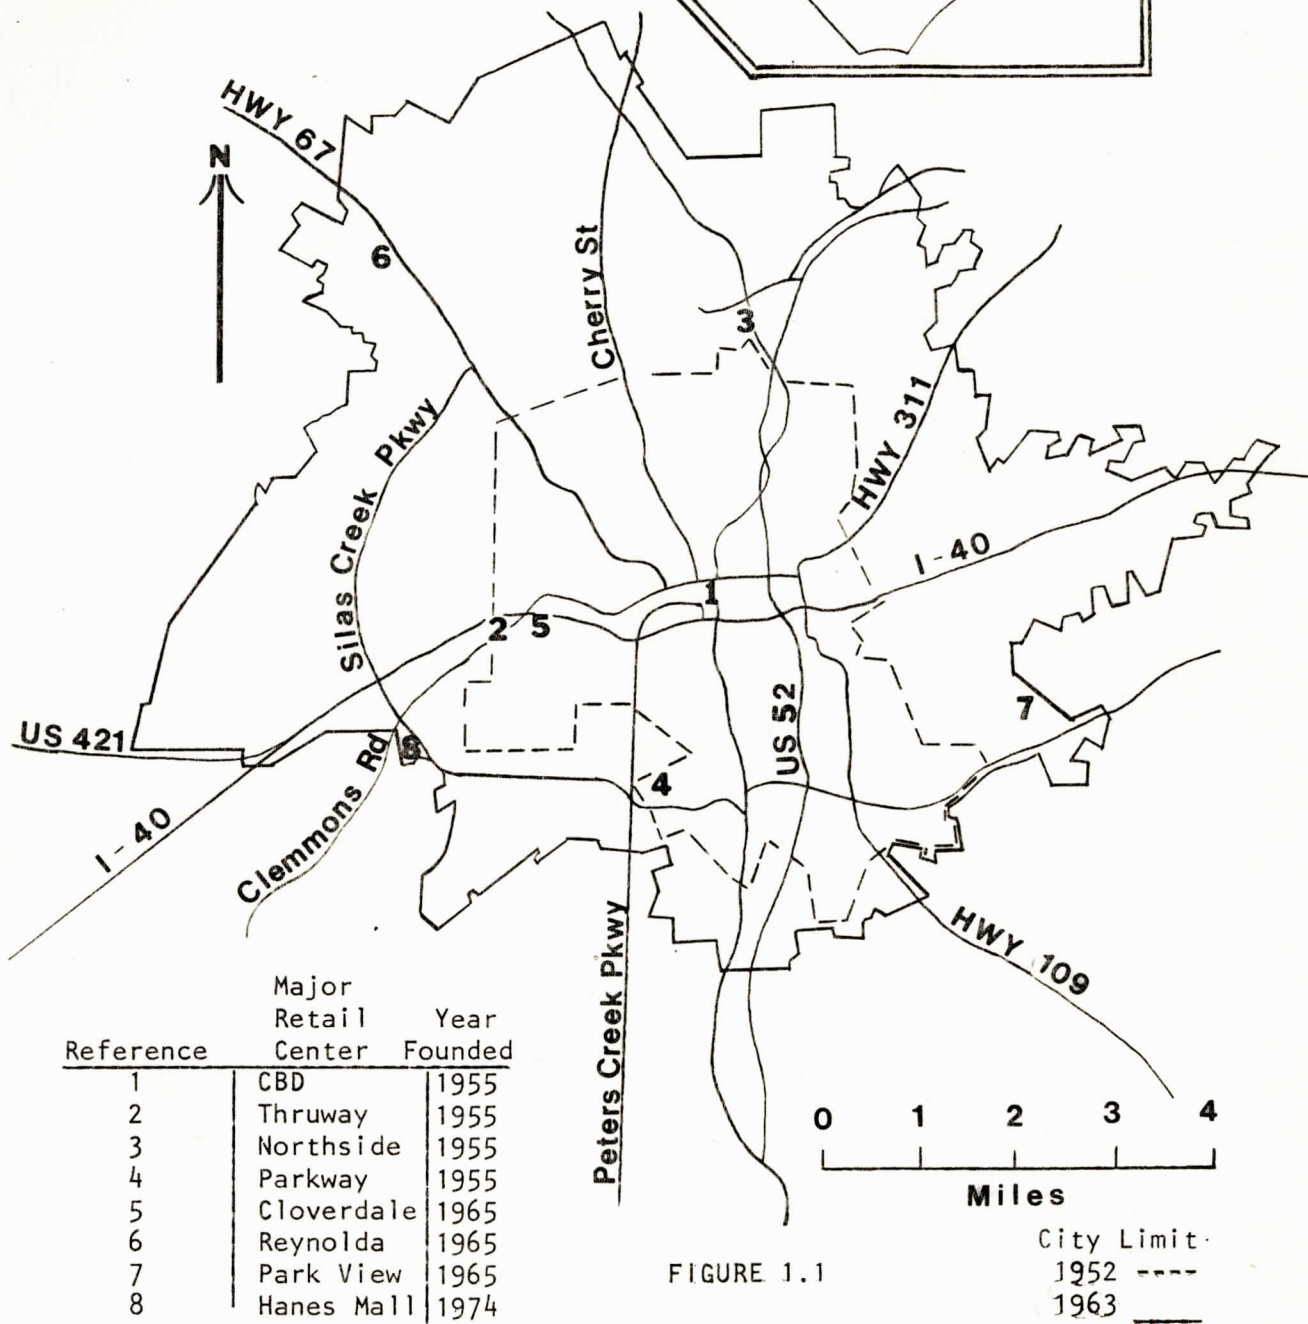 HWY 67
N
6
Cherry St
3
Silas Creek Pkwy
HWY 311
I-40
1
2
5
7
US 421
8
US 52
4
I-40
Clemmons Rd
Peters Creek Pkwy
HWY 109
Major
Retail Year
Reference Center Founded
1 CBD 1955
2 Thruway 1955
3 Northside 1955
4 Parkway 1955
5 Cloverdale 1965
6 Reynolda 1965
7 Park View 1965
8 Hanes Mall 1974
0 1 2 3 4
Miles
FIGURE 1.1
City Limit
1952 ----
1963 ___